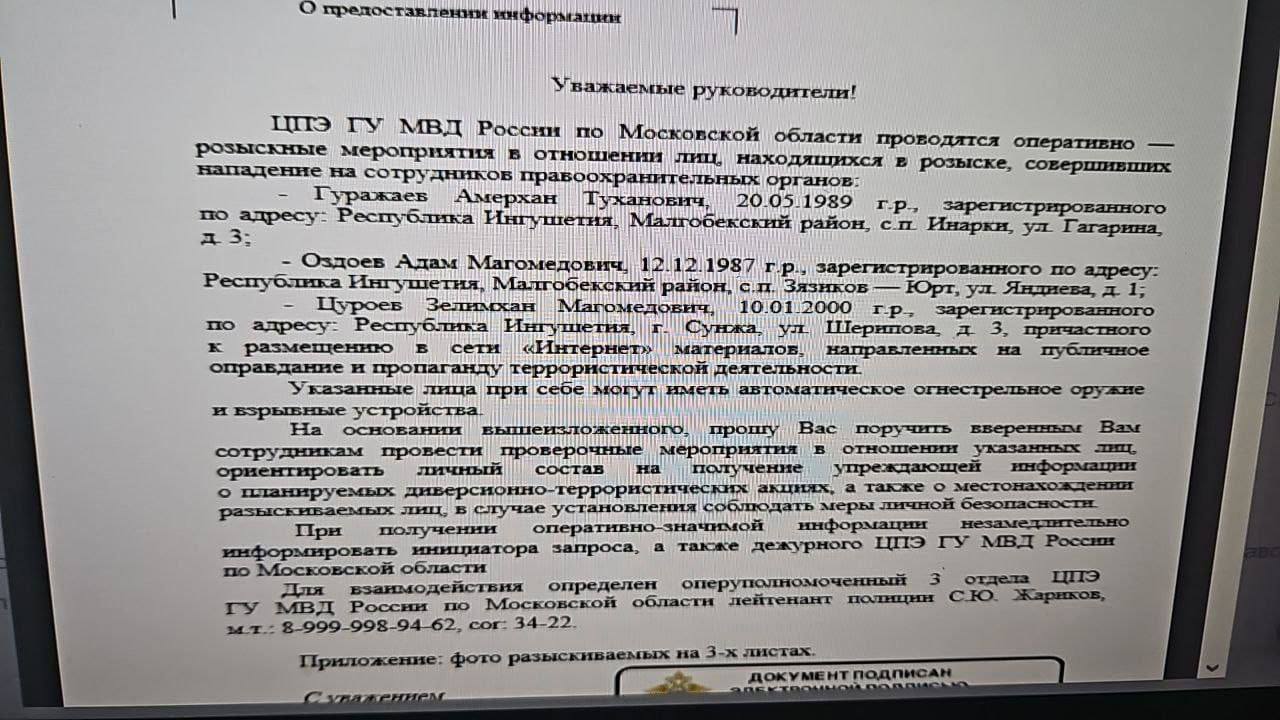 О предоставлении информации
Уважаемые руководители!
ЦПЭ ГУ МВД России по Московской области проводятся оперативно —
розыскные мероприятия в отношении лиц, находящихся в розыске, совершивших
нападение на сотрудников правоохранительных органов:
- Гуражаев Амерхан Туханович, 20.05.1989 г.р., зарегистрированного
по адресу: Республика Ингушетия, Малгобекский район, с.п. Инарки, ул. Гагарина,
д. 3;
- Оздоев Адам Магомедович, 12.12.1987 г.р., зарегистрированного по адресу:
Республика Ингушетия, Малгобекский район, с.п. Зязиков — Юрт, ул. Яндиева, д. 1;
- Цуроев Зелимхан Магомедович, 10.01.2000 г.р., зарегистрированного
по адресу: Республика Ингушетия, г. Сунжа, ул. Шерипова, д. 3, причастного
к размещению в сети «Интернет» материалов, направленных на публичное
оправдание и пропаганду террористической деятельности.
Указанные лица при себе могут иметь автоматическое огнестрельное оружие
и взрывные устройства.
На основании вышеизложенного, прошу Вас поручить вверенным Вам
сотрудникам провести проверочные мероприятия в отношении указанных лиц,
ориентировать личный состав на получение упреждающей информации
о планируемых диверсионно-террористических акциях, а также о местонахождении
разыскиваемых лиц, в случае установления соблюдать меры личной безопасности.
При получении оперативно-значимой информации незамедлительно
информировать инициатора запроса, а также дежурного ЦПЭ ГУ МВД России
по Московской области
Для взаимодействия определен оперуполномоченный 3 отдела ЦПЭ
ГУ МВД России по Московской области лейтенант полиции С.Ю. Жариков,
м.т.: 8-999-998-94-62, сог: 34-22.
Приложение: фото разыскиваемых на 3-х листах.
С уважением
ДОКУМЕНТ ПОДПИСАН
ЭЛЕКТРОННОЙ ПОДПИСЬЮ